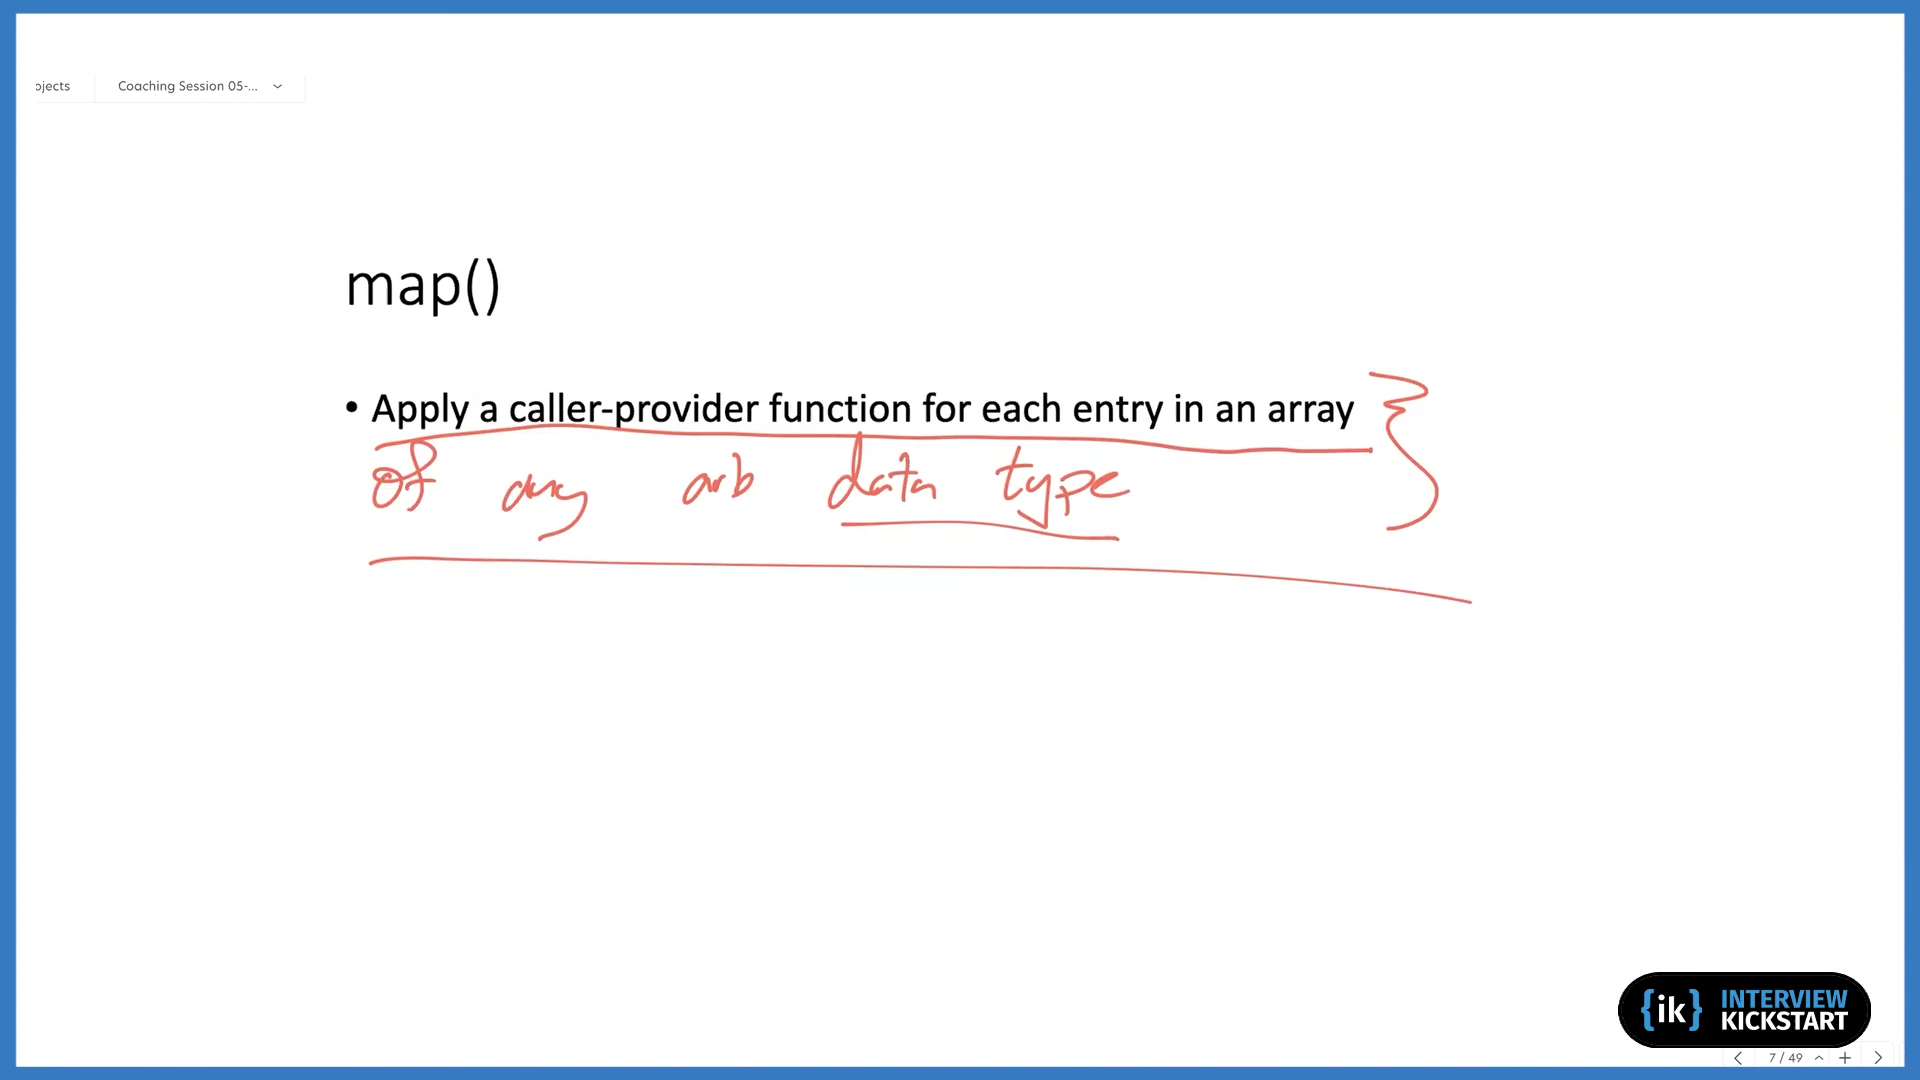 ojects
Coaching Session 05-...
map()
• Apply a caller-provider function for each entry in an array
of any arb data type
{ik} INTERVIEW
KICKSTART
7 / 49